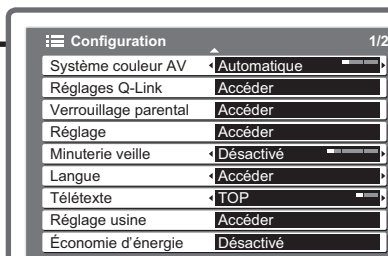 Configuration 1/2
Système couleur AV Automatique
Réglages Q-Link Accéder
Verrouillage parental Accéder
Réglage Accéder
Minuterie veille Désactivé
Langue Accéder
Télétexte TOP
Réglage usine Accéder
Économie d'énergie Désactivé